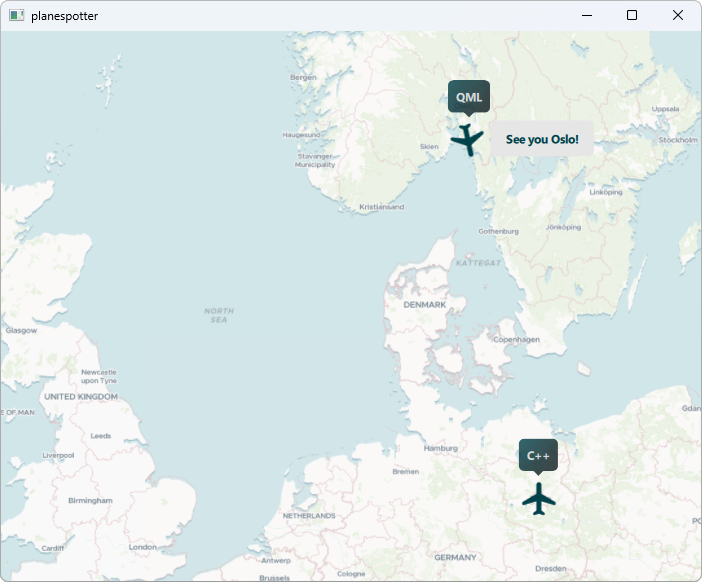 planespotter
Bergen
QML
Uppsala
Haugesund
See you Oslo!
Stockholm
Skien
Stavanger
Municipality
Linköping
Kristiansand
Jönköping
Gothenburg
KATTEGAT
DENMARK
NORTH
SEA
Glasgow
Copenhagen
Newcastle
upon Tyne
UNITED KINGDOM
E OF MAN
Gdan
Leeds
Hamburg
C++
Liverpool
Bremen
Birmingham
NETHERLANDS
PO
Cardiff
London
GERMANY
Antwerp
Dresden
Cologne
Brussels